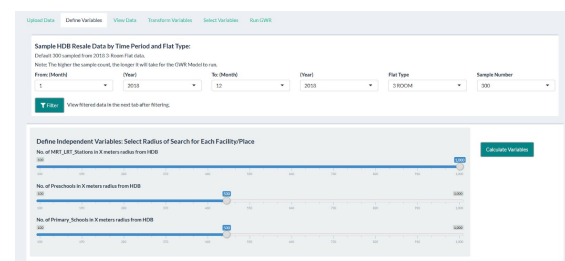 Upload Data Define Variables View Data Transform Variables Select Variables Run GWR
Sample HDB Resale Data by Time Period and Flat Type:
Default 300 sampled from 2018 3-Room Flat data.
Note: The higher the sample count, the longer it will take for the GWR Model to run.
From: (Month) (Year) To: (Month) (Year) Flat Type Sample Number
1 2018 12 2018 3 ROOM 300
Filter View filtered data in the next tab after filtering.
Define Independent Variables: Select Radius of Search for Each Facility/Place
Calculate Variables
No. of MRT_LRT_Stations in X meters radius from HDB
1,000
No. of Preschools in X meters radius from HDB
500 1,000
No. of Primary_Schools in X meters radius from HDB
500 1,000